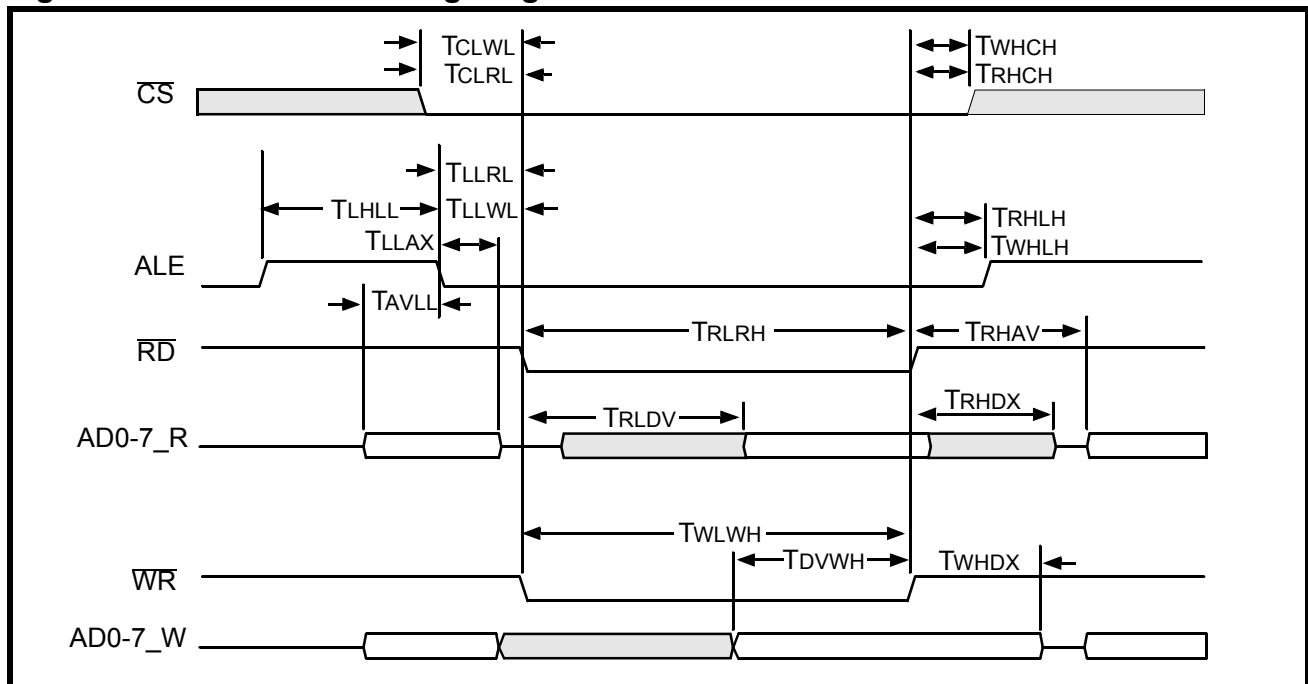 TCLWL
TWHCH
TCLRL
TRHCH
CS
TLLRL
TLHLL
TLLWL
TRHLH
TLLAX
TWHLH
ALE
TAVLL
TRLRH
TRHAV
RD
TRHDX
TRLDV
AD0-7_R
TWLWH
TDVWH
TWHDX
WR
AD0-7_W